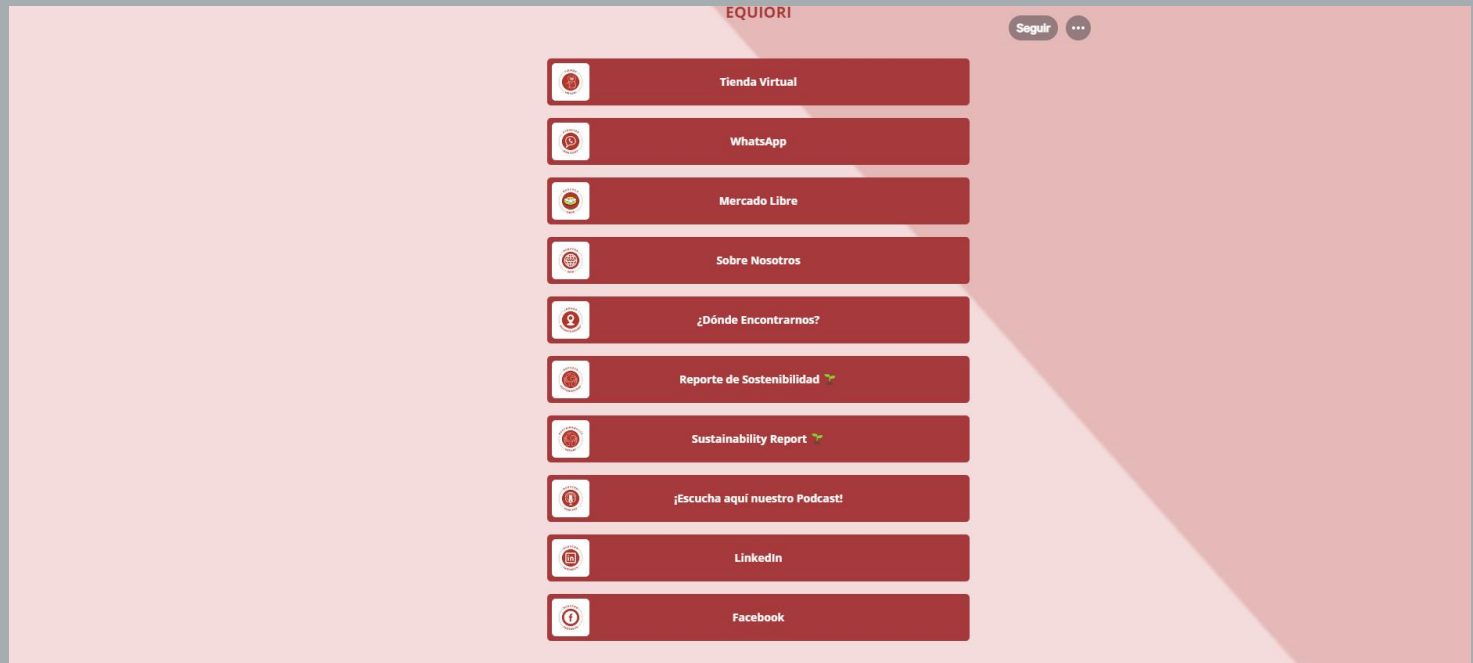 EQUIORI
Seguir
Tienda Virtual
WhatsApp
Mercado Libre
Sobre Nosotros
¿Dónde Encontrarnos?
Reporte de Sostenibilidad 🌱
Sustainability Report 🌱
¡Escucha aquí nuestro Podcast!
LinkedIn
Facebook